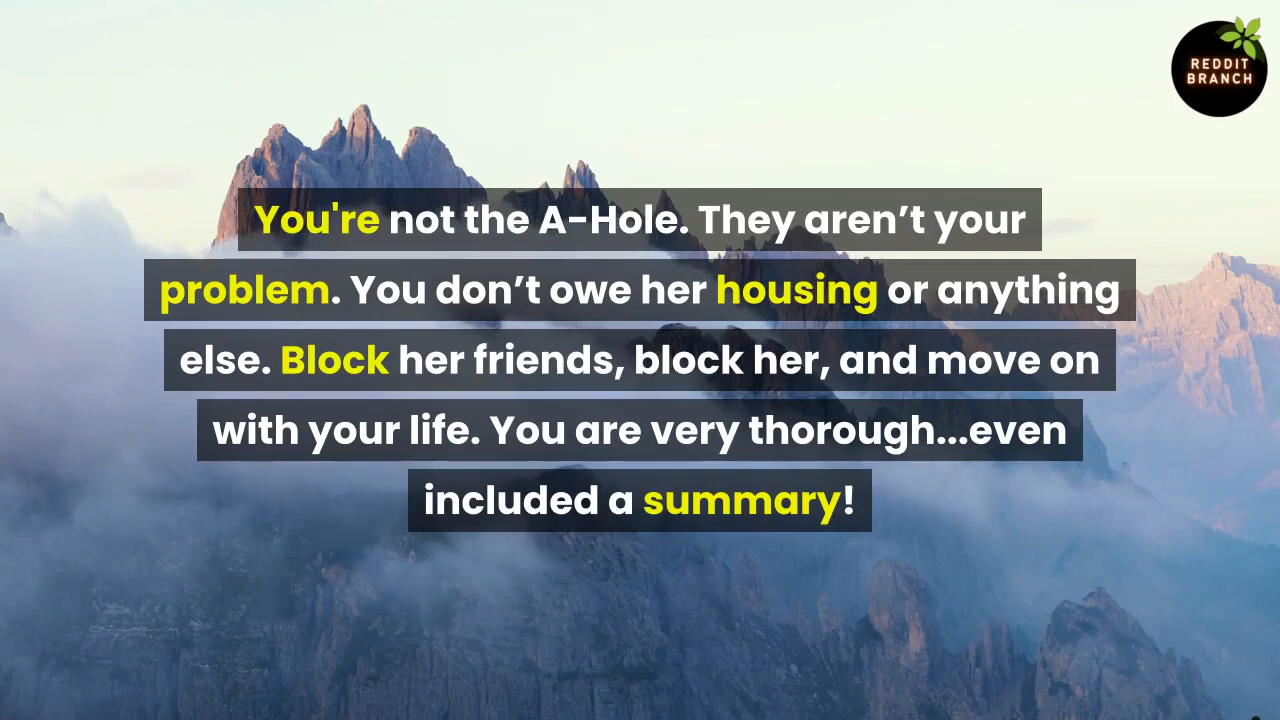 REDDIT
BRANCH
You're not the A-Hole. They aren’t your
problem. You don’t owe her housing or anything
else. Block her friends, block her, and move on
with your life. You are very thorough...even
included a summary!